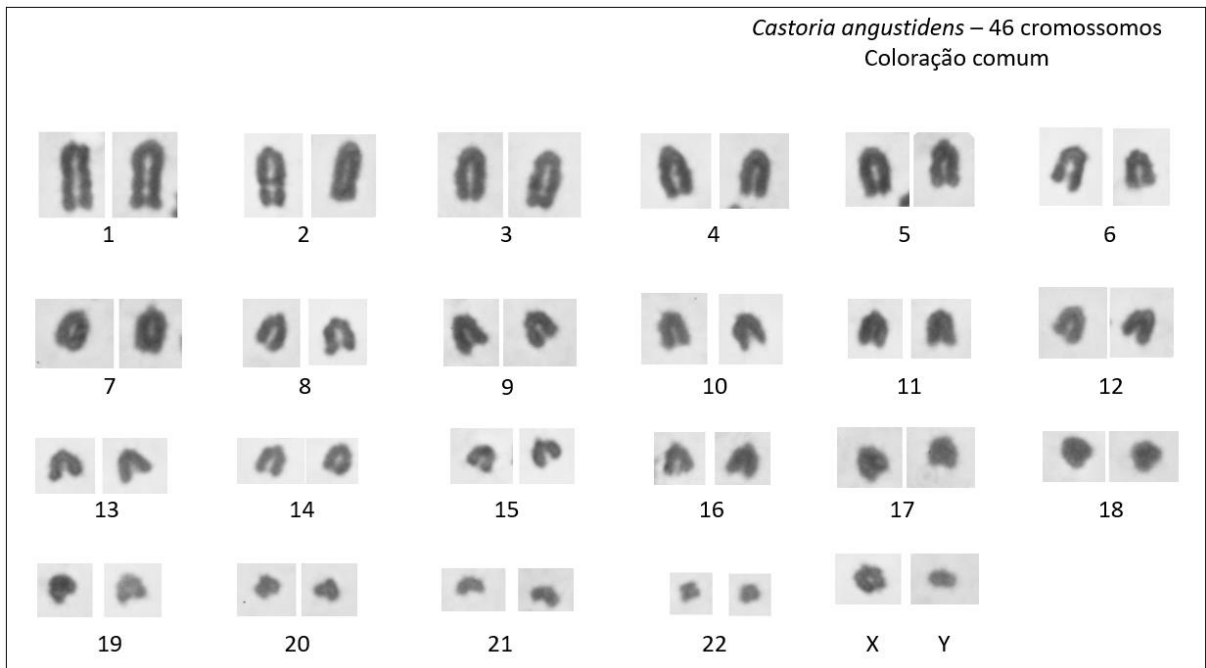 Castoria angustidens – 46 cromossomos
Coloração comum
1 2 3 4 5 6
7 8 9 10 11 12
13 14 15 16 17 18
19 20 21 22 X Y